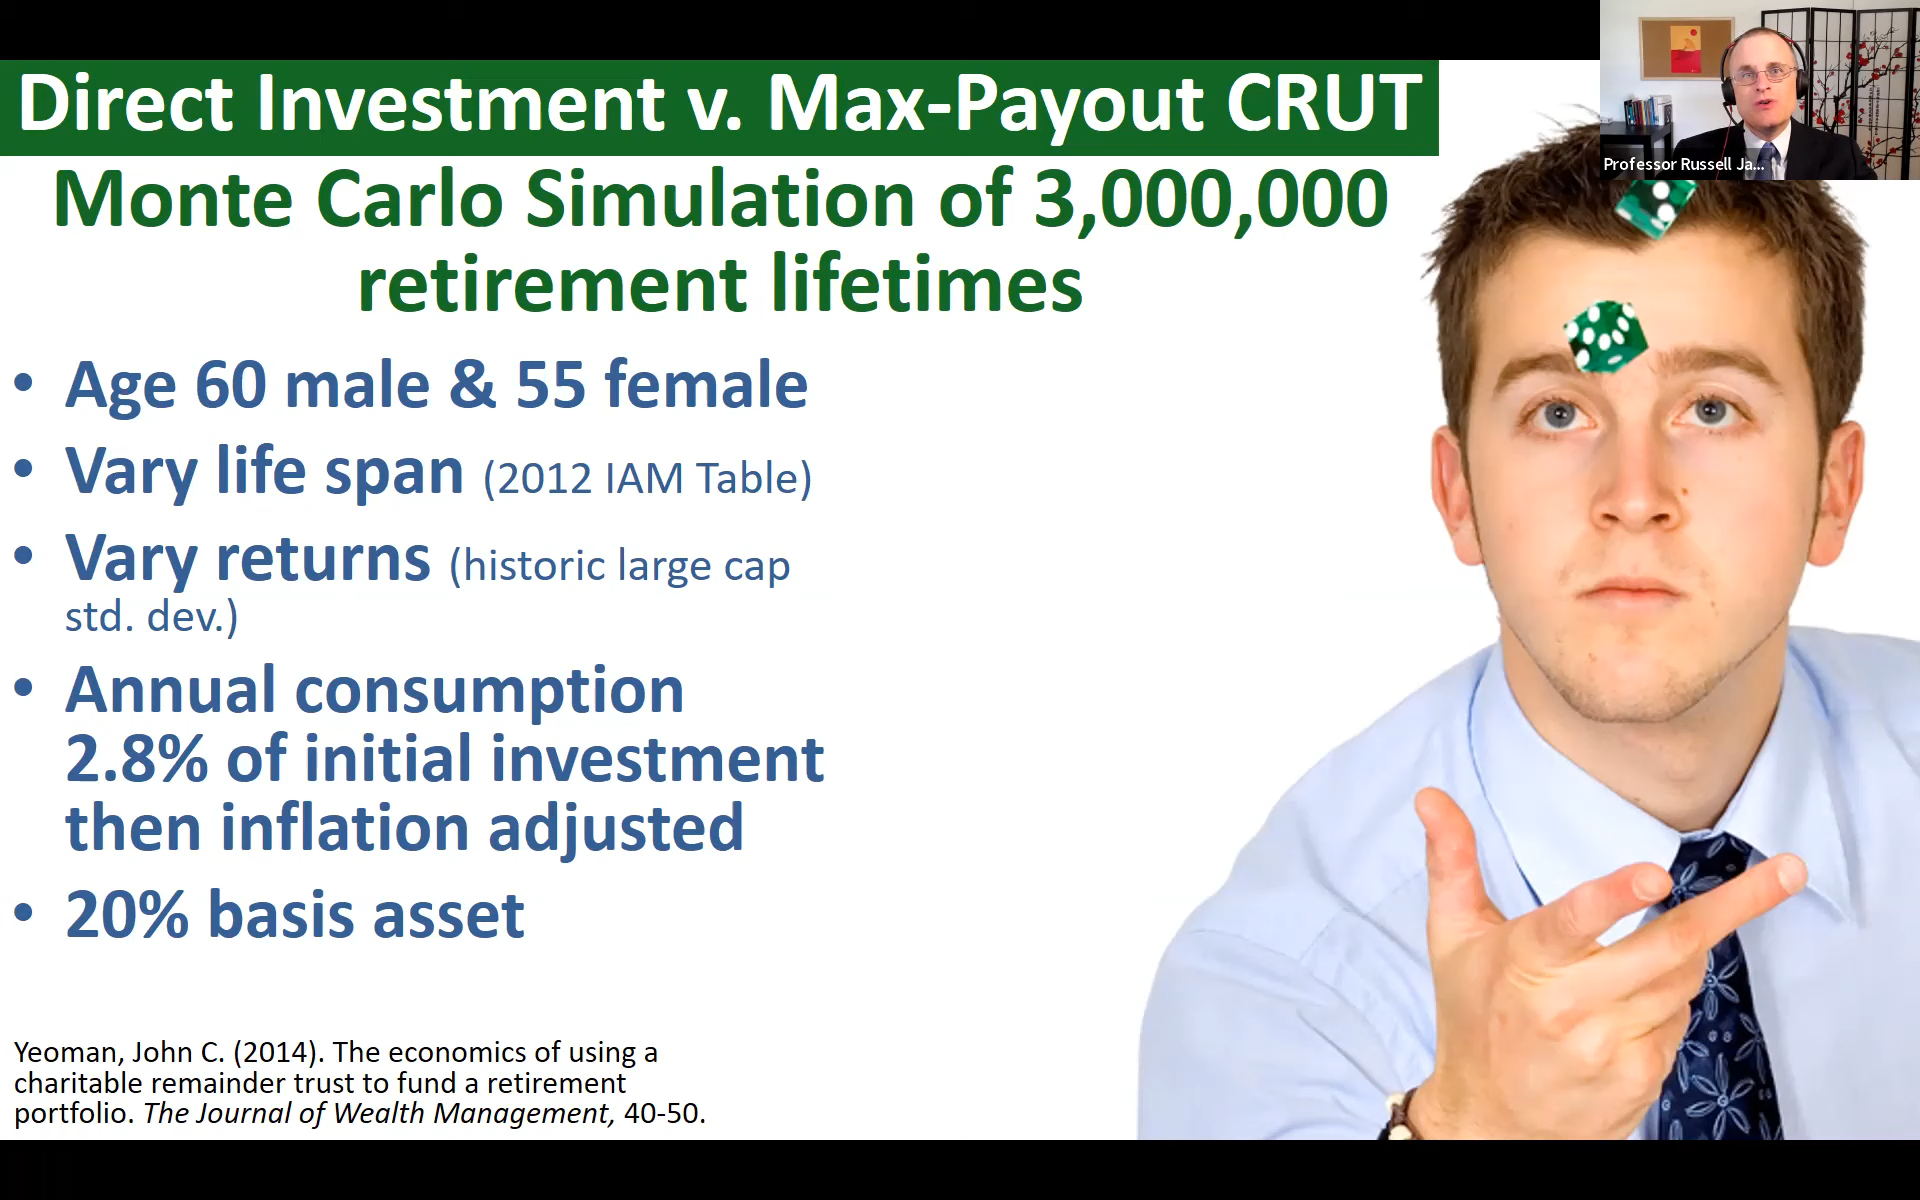 Direct Investment v. Max-Payout CRUT
Professor Russell Ja...
Monte Carlo Simulation of 3,000,000
retirement lifetimes
• Age 60 male & 55 female
• Vary life span (2012 IAM Table)
• Vary returns (historic large cap
std. dev.)
• Annual consumption
2.8% of initial investment
then inflation adjusted
• 20% basis asset
Yeoman, John C. (2014). The economics of using a
charitable remainder trust to fund a retirement
portfolio. The Journal of Wealth Management, 40-50.